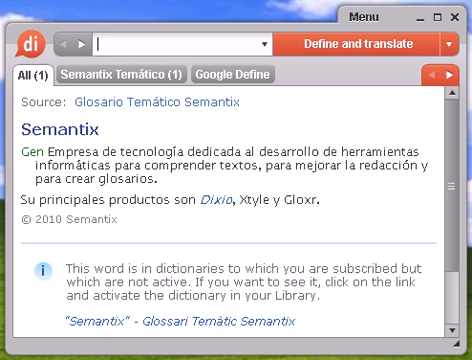 Menu
di
Define and translate
All (1) Semantix Temático (1) Google Define
Source: Glosario Temático Semantix
Semantix
Gen Empresa de tecnología dedicada al desarrollo de herramientas
informáticas para comprender textos, para mejorar la redacción y
para crear glosarios.
Su principales productos son Dixio, Xtyle y Gloxr.
© 2010 Semantix
i
This word is in dictionaries to which you are subscribed but
which are not active. If you want to see it, click on the link
and activate the dictionary in your Library.
"Semantix" - Glossari Temàtic Semantix